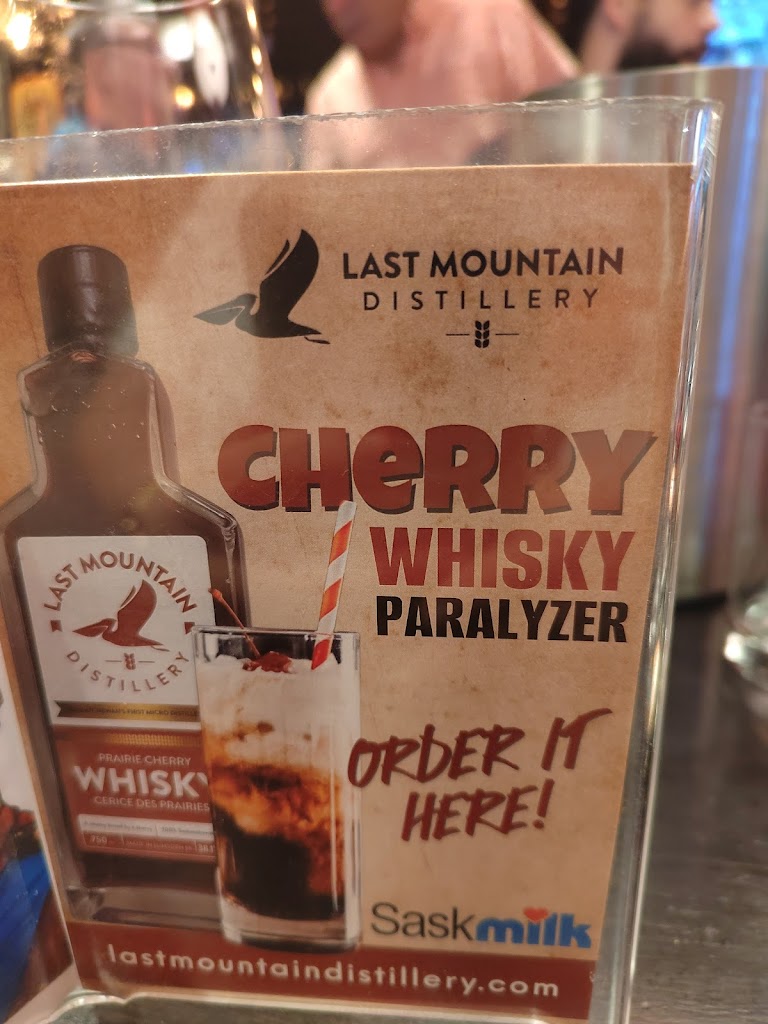 LAST MOUNTAIN
DISTILLERY
CHeRRY
WHISKY
PARALYZER
LAST MOUNTAIN
DISTILLERY
PRAIRIE CHERRY
WHISKY
CERICE DES PRAIRIES
750
ORDER IT
HERE!
Saskmilk
lastmountaindistillery.com